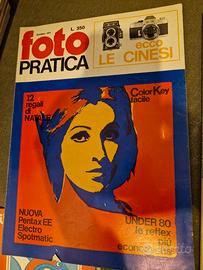 L. 350
foto
PRATICA
ecco
LE CINESI
12
regali
di
NATALE
ColorKey
facile
NUOVA
Pentax EE
Electro
Spotmatic
UNDER 80
le reflex
più